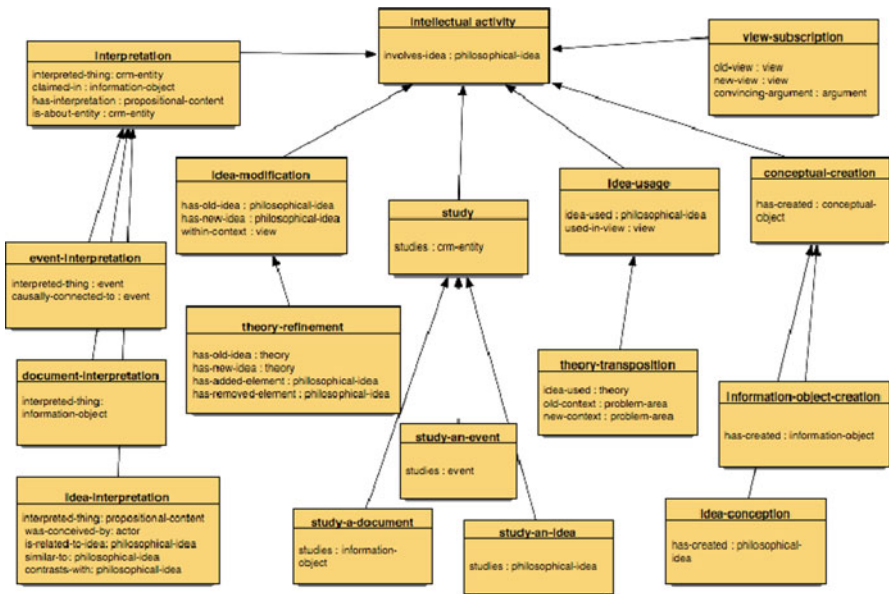 Intellectual activity
involves-idea : philosophical-idea
Interpretation
interpreted-thing: crm-entity
claimed-in : information-object
has-interpretation : propositional-content
is-about-entity : crm-entity
view-subscription
old-view : view
new-view : view
convincing-argument : argument
Idea-modification
has-old-idea : philosophical-idea
has-new-idea : philosophical-idea
within-context : view
study
studies : crm-entity
Idea-usage
idea-used : philosophical-idea
used-in-view : view
conceptual-creation
has-created : conceptual-
object
event-Interpretation
interpreted-thing : event
causally-connected-to : event
theory-refinement
has-old-idea : theory
has-new-idea : theory
has-added-element : philosophical-idea
has-removed-element : philosophical-idea
document-Interpretation
interpreted-thing:
information-object
theory-transposition
idea-used : theory
old-context : problem-area
new-context : problem-area
Information-object-creation
has-created : information-object
study-an-event
studies : event
Idea-Interpretation
interpreted-thing: propositional-content
was-conceived-by: actor
is-related-to-idea: philosophical-idea
similar-to: philosophical-idea
contrasts-with: philosophical-idea
study-a-document
studies : information-
object
study-an-idea
studies : philosophical-idea
Idea-conception
has-created : philosophical-
idea